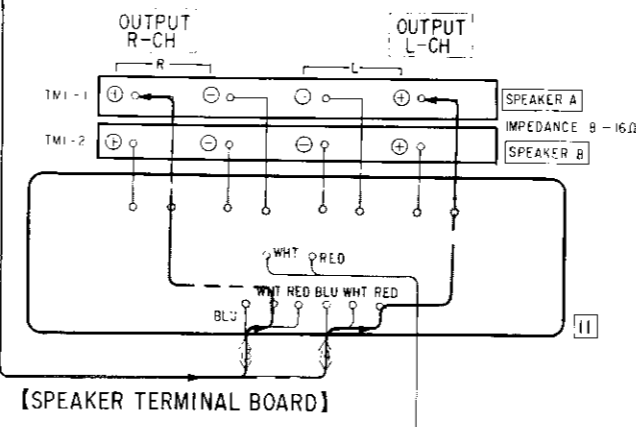 OUTPUT
R-CH
OUTPUT
L-CH
R
L
TM1-1
SPEAKER A
IMPEDANCE 8-16Ω
TM1-2
SPEAKER B
WHT RED
WHT RED BLU WHT RED
BLU
11
【SPEAKER TERMINAL BOARD】